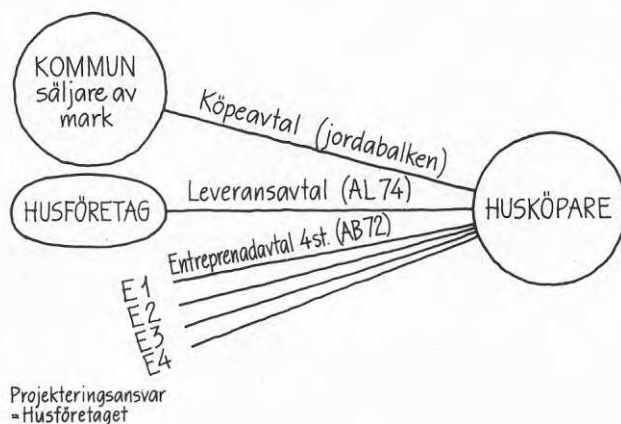 KOMMUN
säljare av
mark
Köpeavtal (jordabalken)
HUSFÖRETAG
Leveransavtal (AL74)
HUSKÖPARE
Entreprenadavtal 4st. (AB72)
E1
E2
E3
E4
Projekteringsansvar
=Husföretaget